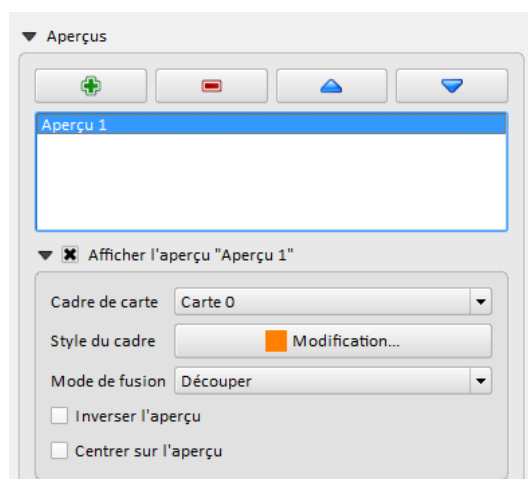 Aperçus
Aperçu 1
Afficher l'aperçu "Aperçu 1"
Cadre de carte Carte 0
Style du cadre Modification...
Mode de fusion Découper
Inverser l'aperçu
Centrer sur l'aperçu